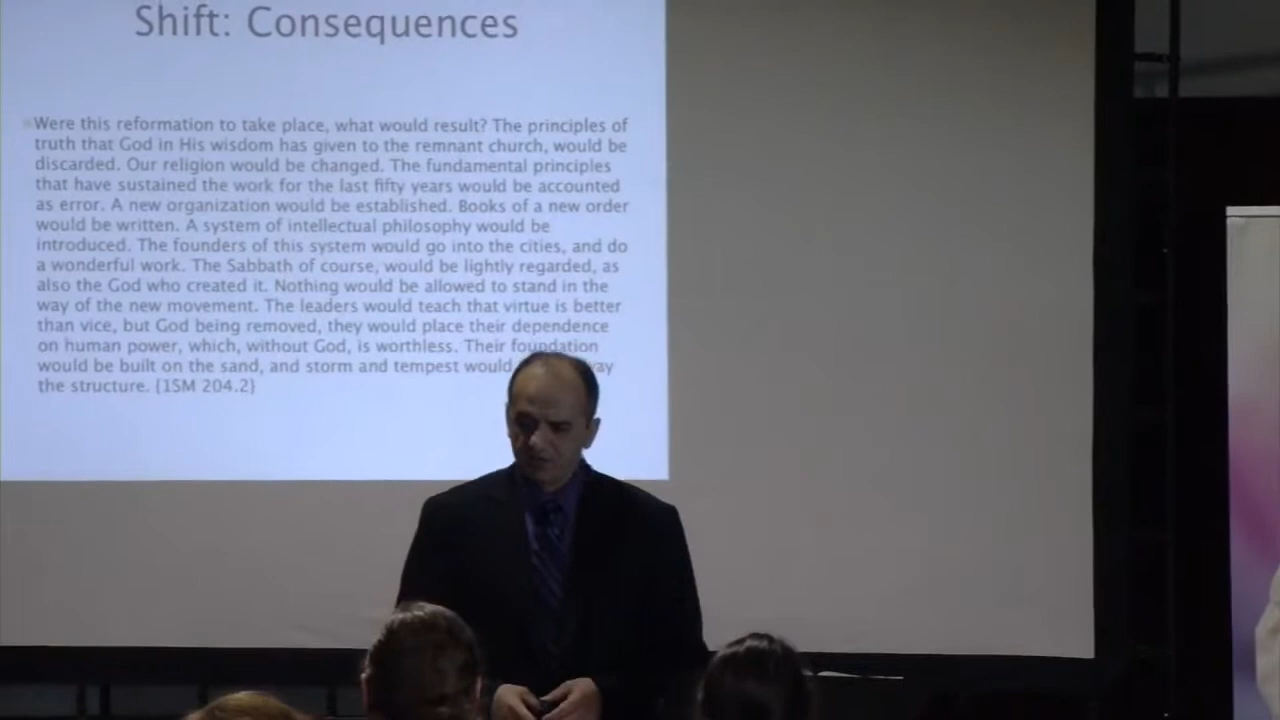 Shift: Consequences
Were this reformation to take place, what would result? The principles of
truth that God in His wisdom has given to the remnant church, would be
discarded. Our religion would be changed. The fundamental principles
that have sustained the work for the last fifty years would be accounted
as error. A new organization would be established. Books of a new order
would be written. A system of intellectual philosophy would be
introduced. The founders of this system would go into the cities, and do
a wonderful work. The Sabbath of course, would be lightly regarded, as
also the God who created it. Nothing would be allowed to stand in the
way of the new movement. The leaders would teach that virtue is better
than vice, but God being removed, they would place their dependence
on human power, which, without God, is worthless. Their foundation
would be built on the sand, and storm and tempest would
the structure. {1SM 204.2}